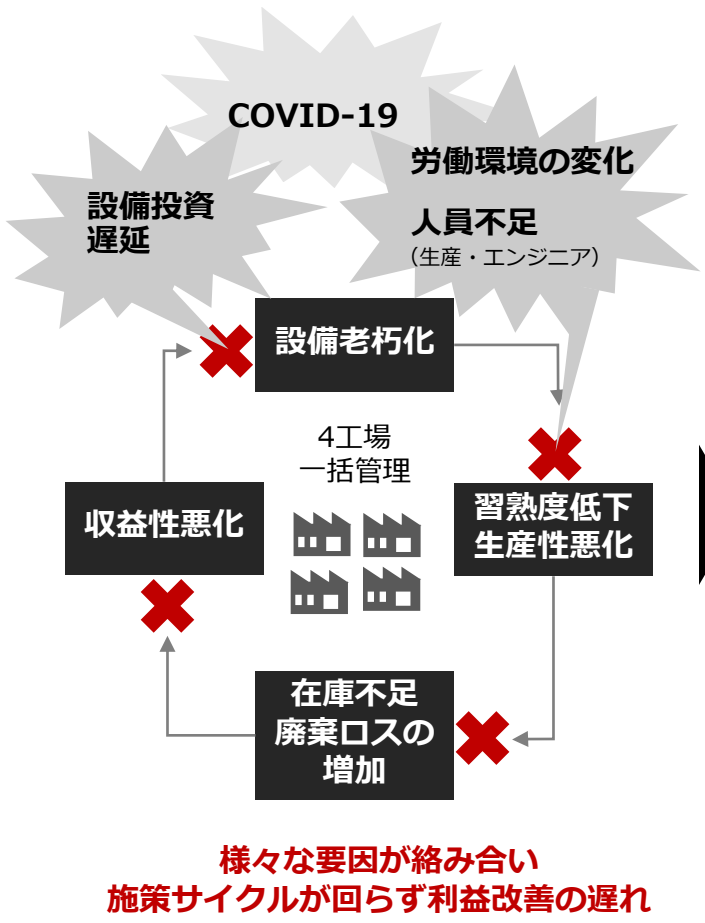 COVID-19
労働環境の変化
設備投資
遅延
人員不足
（生産・エンジニア）
設備老朽化
4工場
一括管理
収益性悪化
習熟度低下
生産性悪化
在庫不足
廃棄ロスの
増加
様々な要因が絡み合い
施策サイクルが回らず利益改善の遅れ